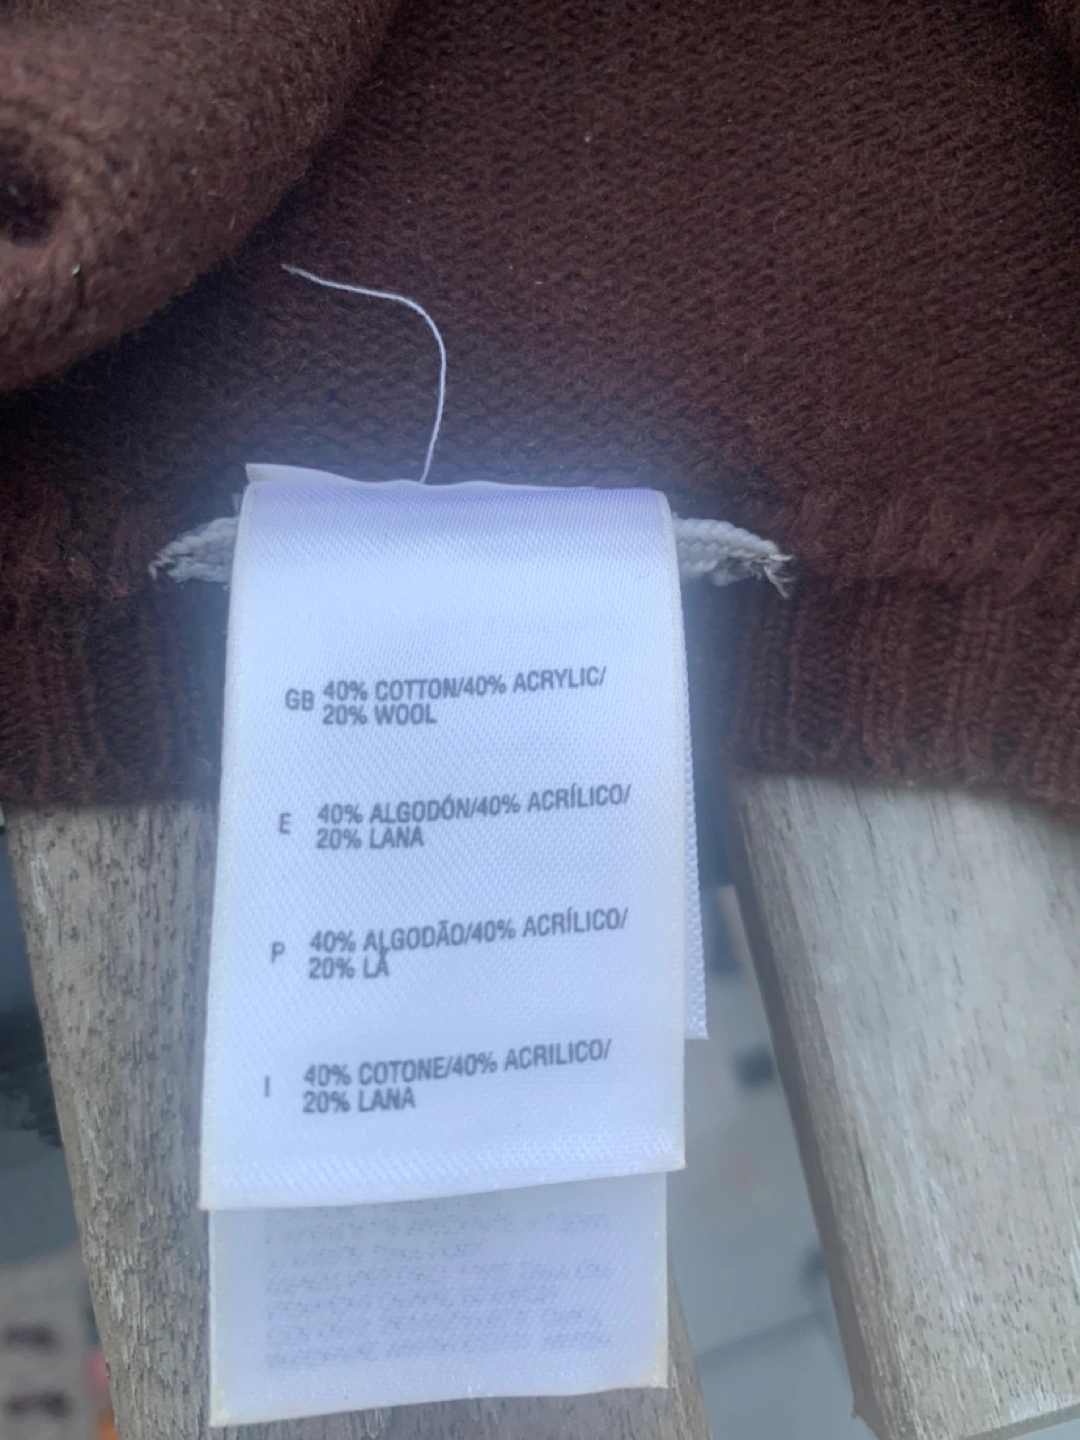 GB 40% COTTON/40% ACRYLIC/
20% WOOL
E 40% ALGODÓN/40% ACRÍLICO/
20% LANA
P 40% ALGODÃO/40% ACRÍLICO/
20% LÃ
I 40% COTONE/40% ACRILICO/
20% LANA